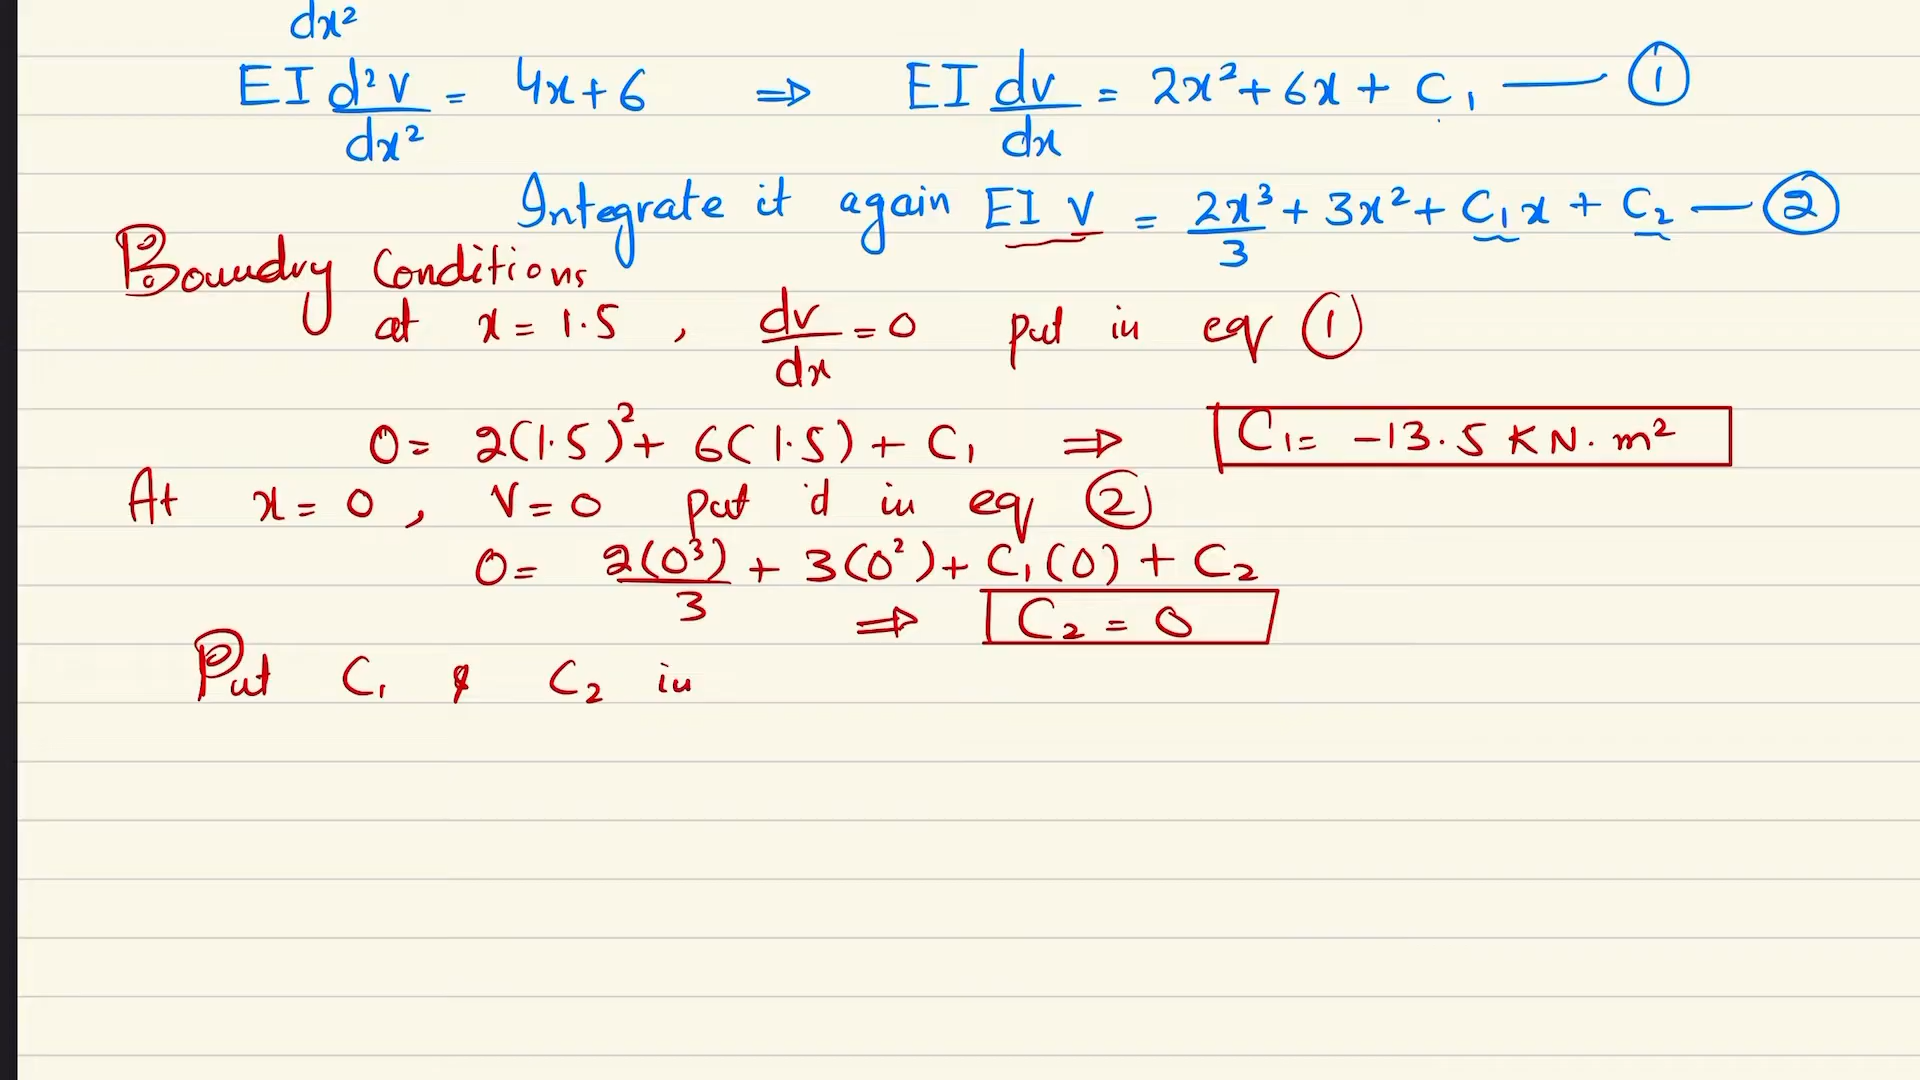 dx²
EI d²v/dx² = 4x+6 ⇒ EI dv/dx = 2x²+6x + C₁ — ①
Integrate it again EI V = 2x³/3 + 3x² + C₁x + C₂ — ②
Boundry Conditions
at x = 1.5 , dv/dx = 0 put in eq ①
0 = 2(1.5)² + 6(1.5) + C₁ ⇒ C₁ = -13.5 KN.m²
At x = 0 , V = 0 put it in eq ②
0 = 2(0³)/3 + 3(0²) + C₁(0) + C₂
⇒ C₂ = 0
Put C₁ & C₂ in